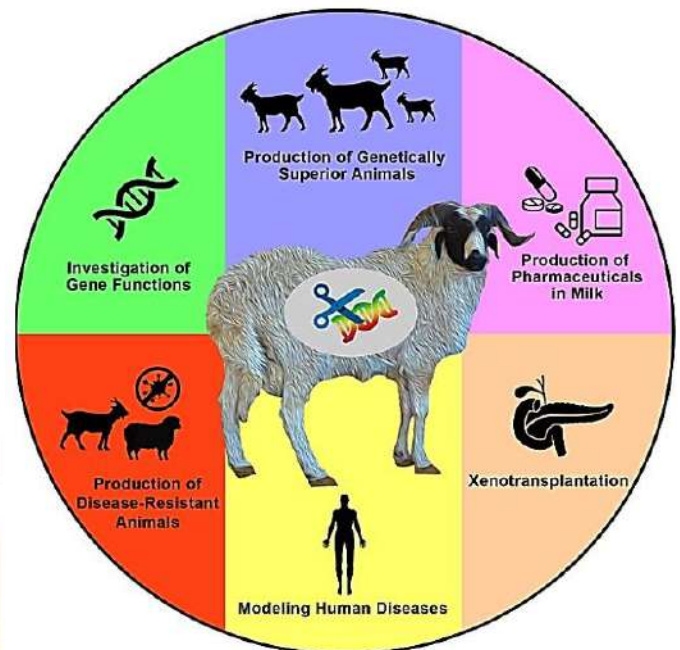 Production of Genetically
Superior Animals
Investigation of
Gene Functions
Production of
Pharmaceuticals
in Milk
Production of
Disease-Resistant
Animals
Xenotransplantation
Modeling Human Diseases